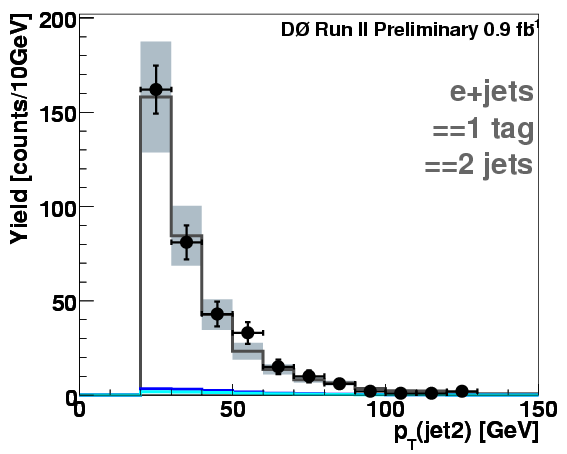 DØ Run II Preliminary 0.9 fb⁻¹
e+jets
==1 tag
==2 jets
Yield [counts/10GeV]
200
150
100
50
0
0 50 100 150
p_T(jet2) [GeV]